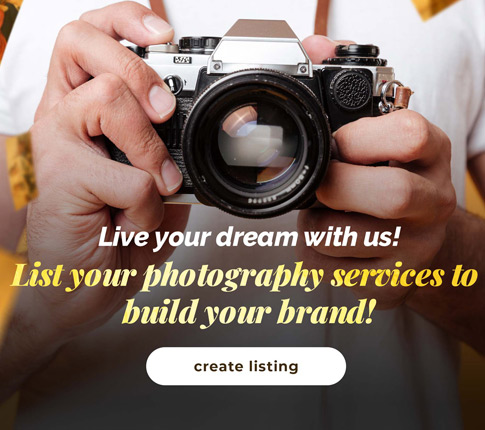 Live your dream with us!
List your photography services to
build your brand!
create listing